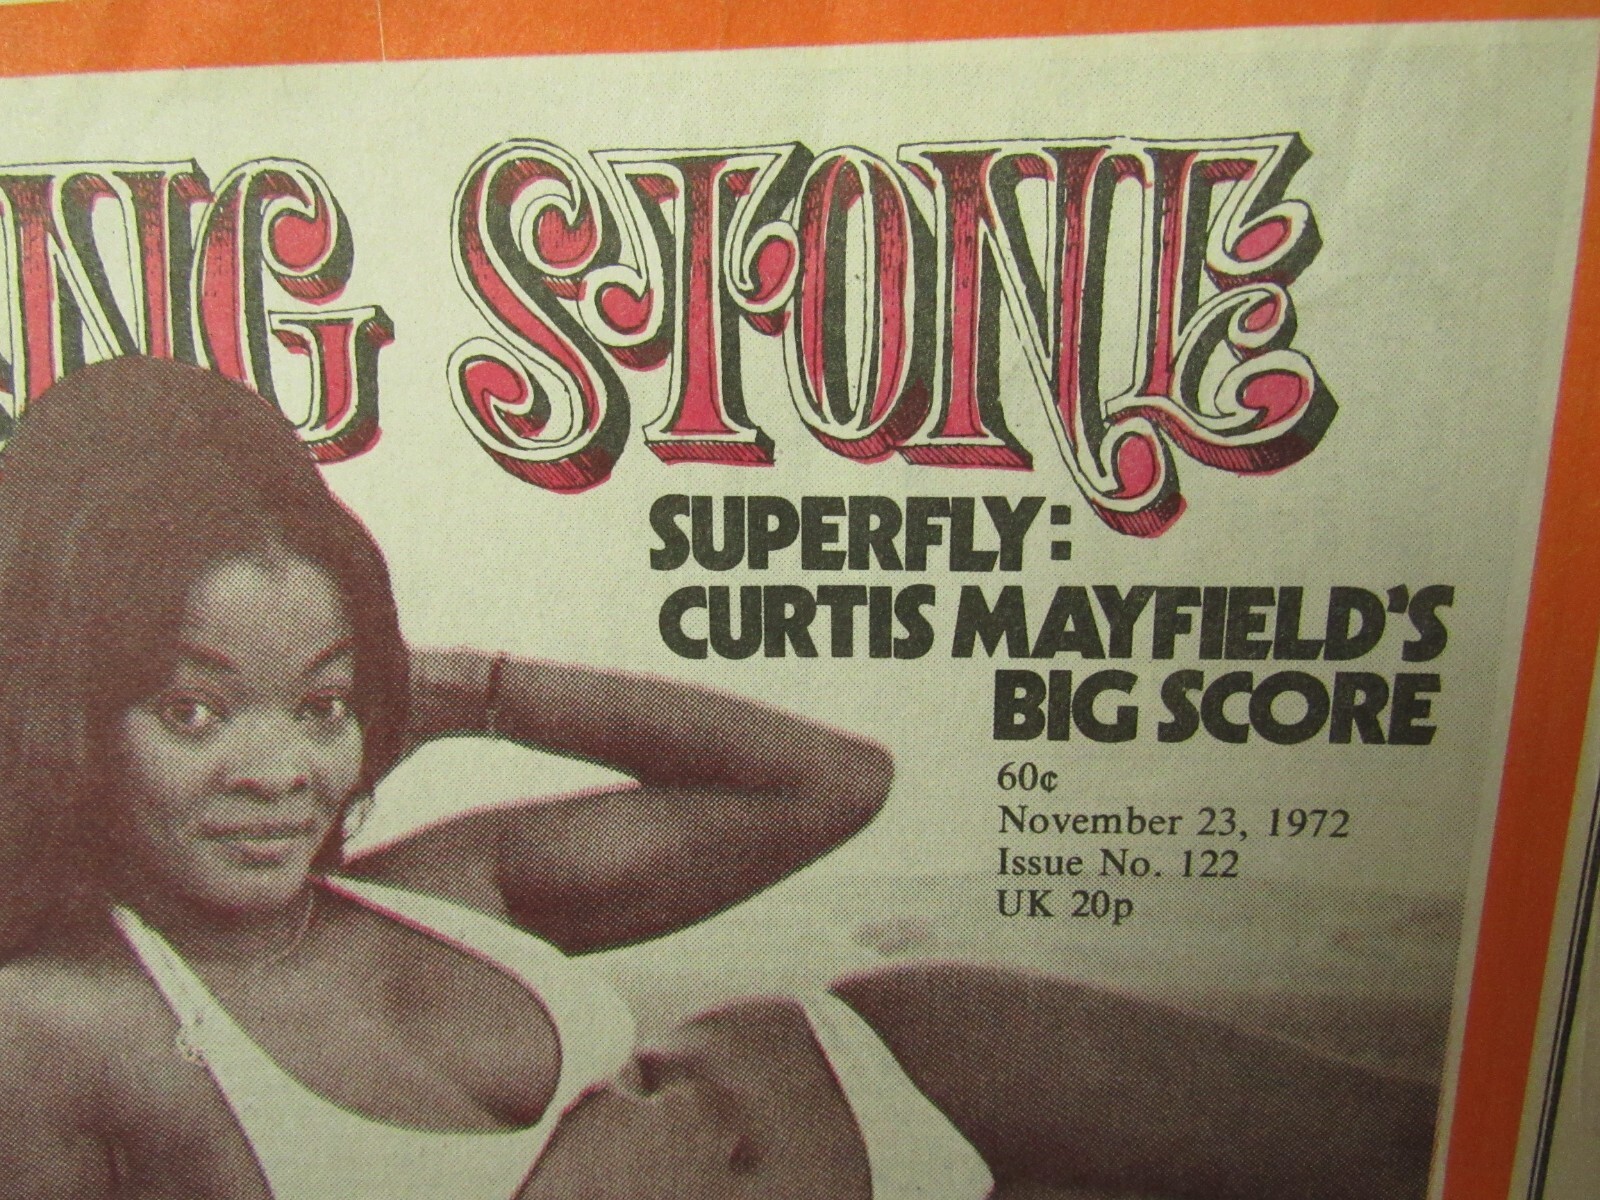 NG STONE
SUPERFLY:
CURTIS MAYFIELD'S
BIG SCORE
60¢
November 23, 1972
Issue No. 122
UK 20p